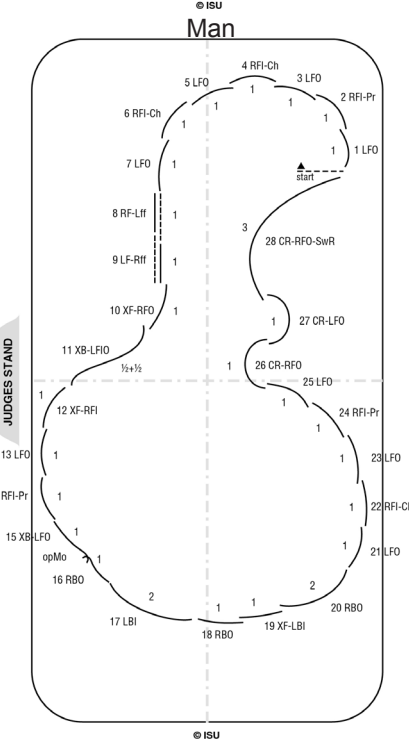 © ISU
Man
4 RFI-Ch
5 LFO
3 LFO
2 RFI-Pr
1
1
1
6 RFI-Ch
1
1
7 LFO
1
1
1 LFO
start
8 RF-Lff
1
3
28 CR-RFO-SwR
9 LF-Rff
1
10 XF-RFO
1
1
27 CR-LFO
11 XB-LFIO
½+½
1
26 CR-RFO
25 LFO
JUDGES STAND
1
12 XF-RFI
1
24 RFI-Pr
1
13 LFO
1
1
23 LFO
RFI-Pr
1
1
22 RFI-Cl
15 XB-LFO
1
1
21 LFO
opMo
1
16 RBO
2
2
20 RBO
17 LBI
1
1
19 XF-LBI
18 RBO
© ISU